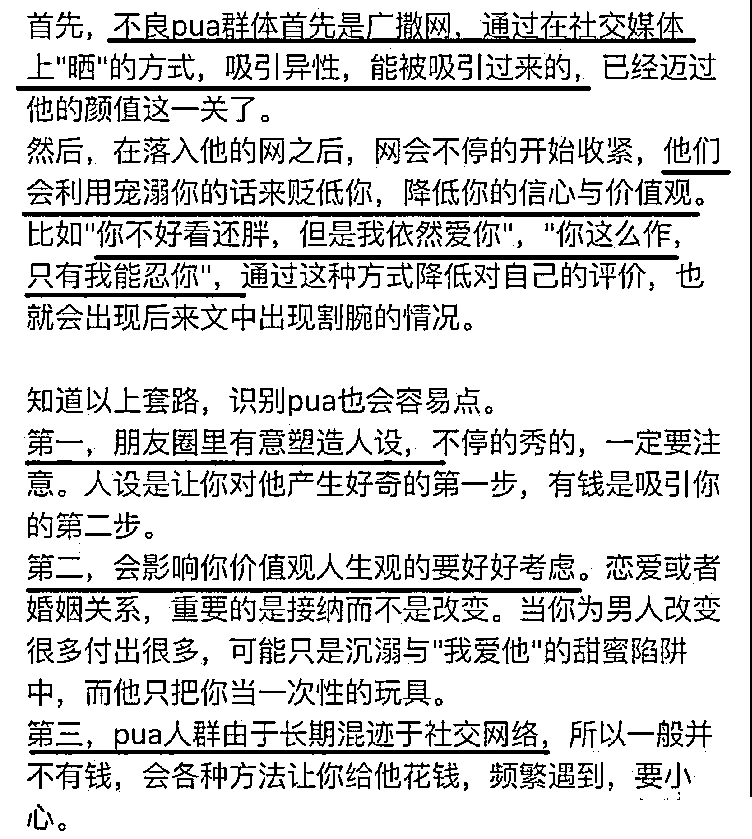 首先，不良pua群体首先是广撒网，通过在社交媒体
上"晒"的方式，吸引异性，能被吸引过来的，已经迈过
他的颜值这一关了。
然后，在落入他的网之后，网会不停的开始收紧，他们
会利用宠溺你的话来贬低你，降低你的信心与价值观。
比如"你不好看还胖，但是我依然爱你"，"你这么作，
只有我能忍你"，通过这种方式降低对自己的评价，也
就会出现后来文中出现割腕的情况。
知道以上套路，识别pua也会容易点。
第一，朋友圈里有意塑造人设，不停的秀的，一定要注
意。人设是让你对他产生好奇的第一步，有钱是吸引你
的第二步。
第二，会影响你价值观人生观的要好好考虑。恋爱或者
婚姻关系，重要的是接纳而不是改变。当你为男人改变
很多付出很多，可能只是沉溺与"我爱他"的甜蜜陷阱
中，而他只把你当一次性的玩具。
第三，pua人群由于长期混迹于社交网络，所以一般并
不有钱，会各种方法让你给他花钱，频繁遇到，要小
心。